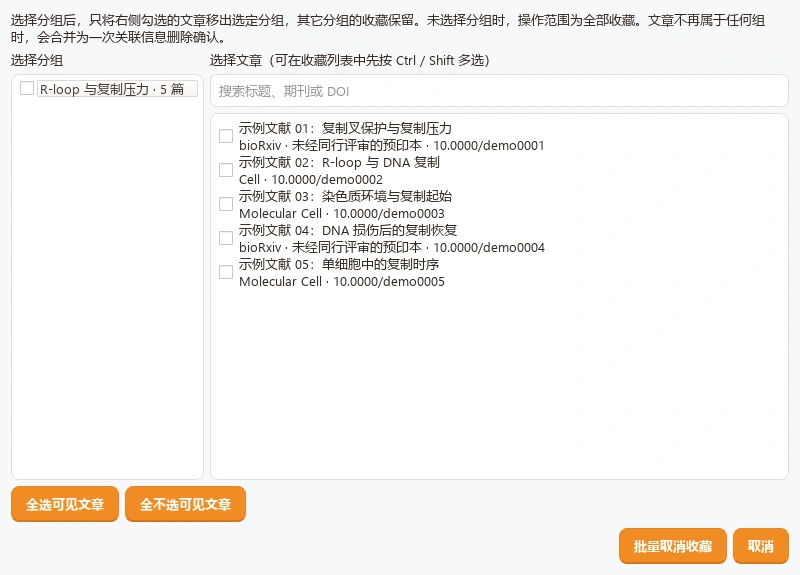 选择分组后，只将右侧勾选的文章移出选定分组，其它分组的收藏保留。未选择分组时，操作范围为全部收藏。文章不再属于任何组
时，会合并为一次关联信息删除确认。
选择分组
选择文章（可在收藏列表中先按 Ctrl / Shift 多选）
R-loop 与复制压力 · 5 篇
搜索标题、期刊或 DOI
示例文献 01：复制叉保护与复制压力
bioRxiv · 未经同行评审的预印本 · 10.0000/demo0001
示例文献 02：R-loop 与 DNA 复制
Cell · 10.0000/demo0002
示例文献 03：染色质环境与复制起始
Molecular Cell · 10.0000/demo0003
示例文献 04：DNA 损伤后的复制恢复
bioRxiv · 未经同行评审的预印本 · 10.0000/demo0004
示例文献 05：单细胞中的复制时序
Molecular Cell · 10.0000/demo0005
全选可见文章
全不选可见文章
批量取消收藏
取消